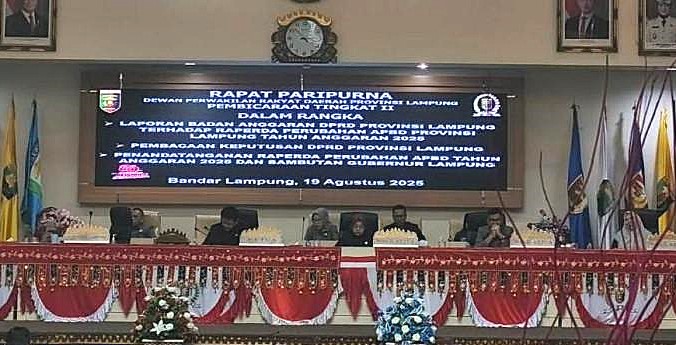 RAPAT PARIPURNA
DEWAN PERWAKILAN RAKYAT DAERAH PROVINSI LAMPUNG
PEMBICARAAN TINGKAT II
DALAM RANGKA
LAPORAN BADAN ANGGARAN DPRD PROVINSI LAMPUNG
TERHADAP RAPERDA PERUBAHAN APBD PROVINSI
LAMPUNG TAHUN ANGGARAN 2025
PEMBAGAAN KEPUTUSAN DPRD PROVINSI LAMPUNG
PENANDATANGANAN RAPERDA PERUBAHAN APBD TAHUN
ANGGARAN 2025 DAN SAMBUTAN GUBERNUR LAMPUNG
Bandar Lampung, 19 Agustus 2025